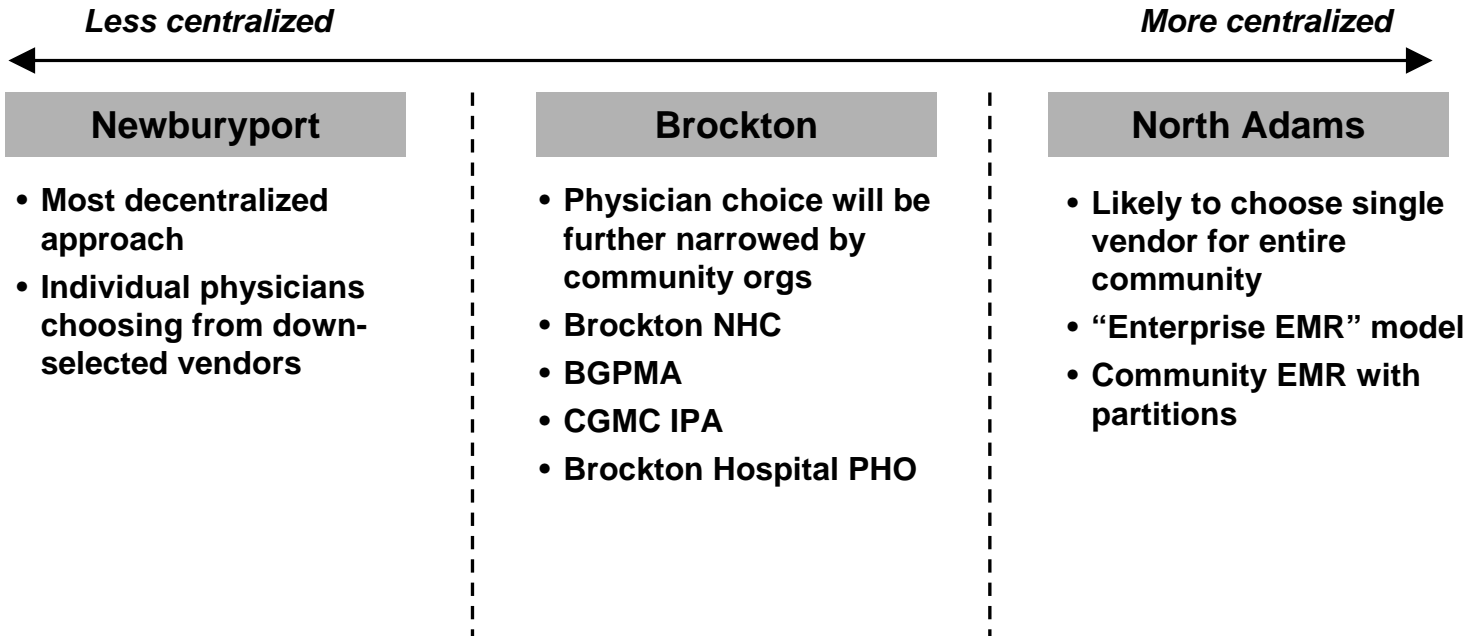 Less centralized
More centralized
Newburyport
• Most decentralized
approach
• Individual physicians
choosing from down-
selected vendors
Brockton
• Physician choice will be
further narrowed by
community orgs
• Brockton NHC
• BGPMA
• CGMC IPA
• Brockton Hospital PHO
North Adams
• Likely to choose single
vendor for entire
community
• “Enterprise EMR” model
• Community EMR with
partitions